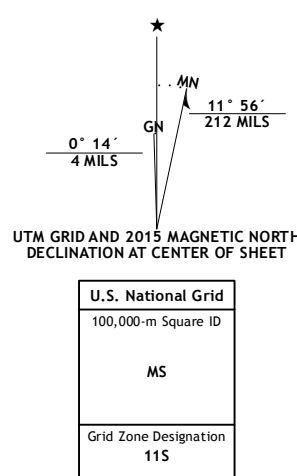 ★
MN
11° 56´
212 MILS
GN
0° 14´
4 MILS
UTM GRID AND 2015 MAGNETIC NORTH
DECLINATION AT CENTER OF SHEET
U.S. National Grid
100,000-m Square ID
MS
Grid Zone Designation
11S